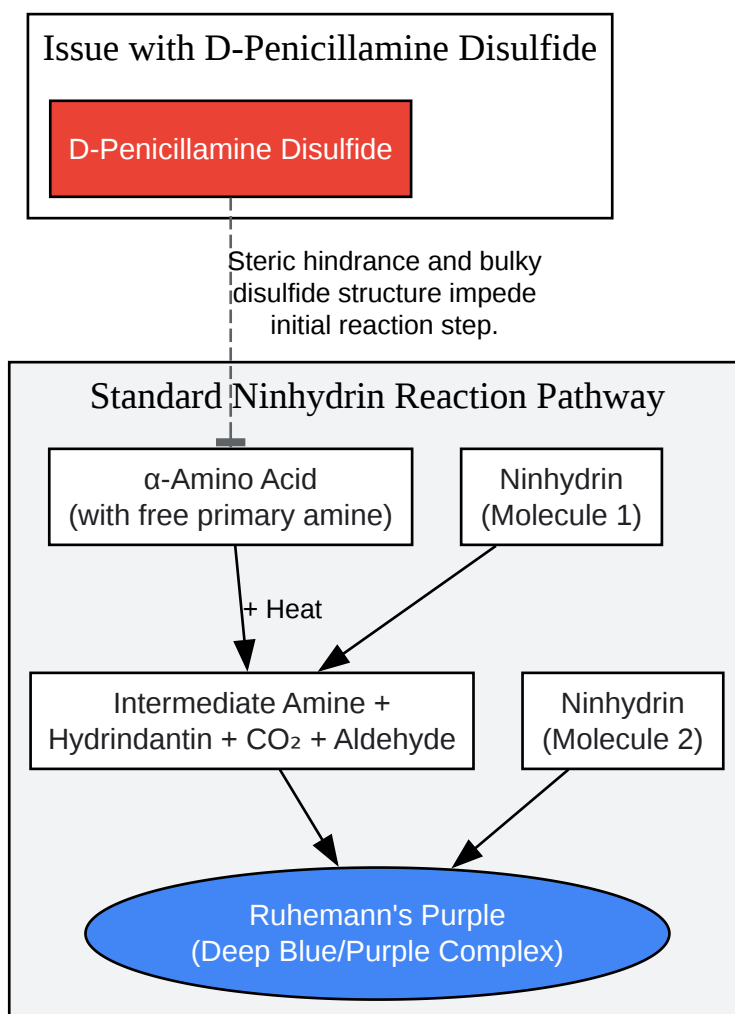 Issue with D-Penicillamine Disulfide
D-Penicillamine Disulfide
Steric hindrance and bulky
disulfide structure impede
initial reaction step.
Standard Ninhydrin Reaction Pathway
α-Amino Acid
(with free primary amine)
Ninhydrin
(Molecule 1)
+ Heat
Intermediate Amine +
Hydrindantin + CO₂ + Aldehyde
Ninhydrin
(Molecule 2)
Ruhemann's Purple
(Deep Blue/Purple Complex)